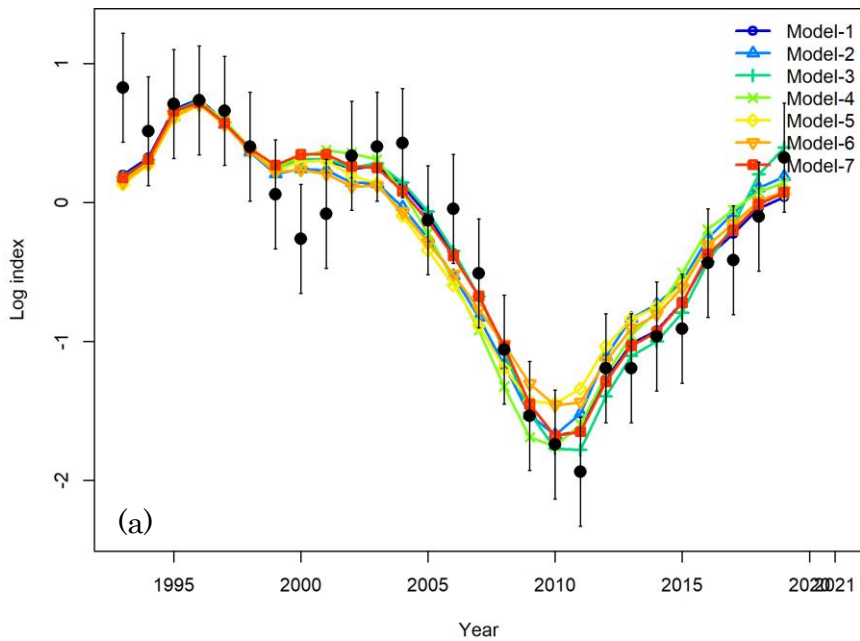 Log index
1
0
-1
-2
Model-1
Model-2
Model-3
Model-4
Model-5
Model-6
Model-7
(a)
1995 2000 2005 2010 2015 2020 2021
Year